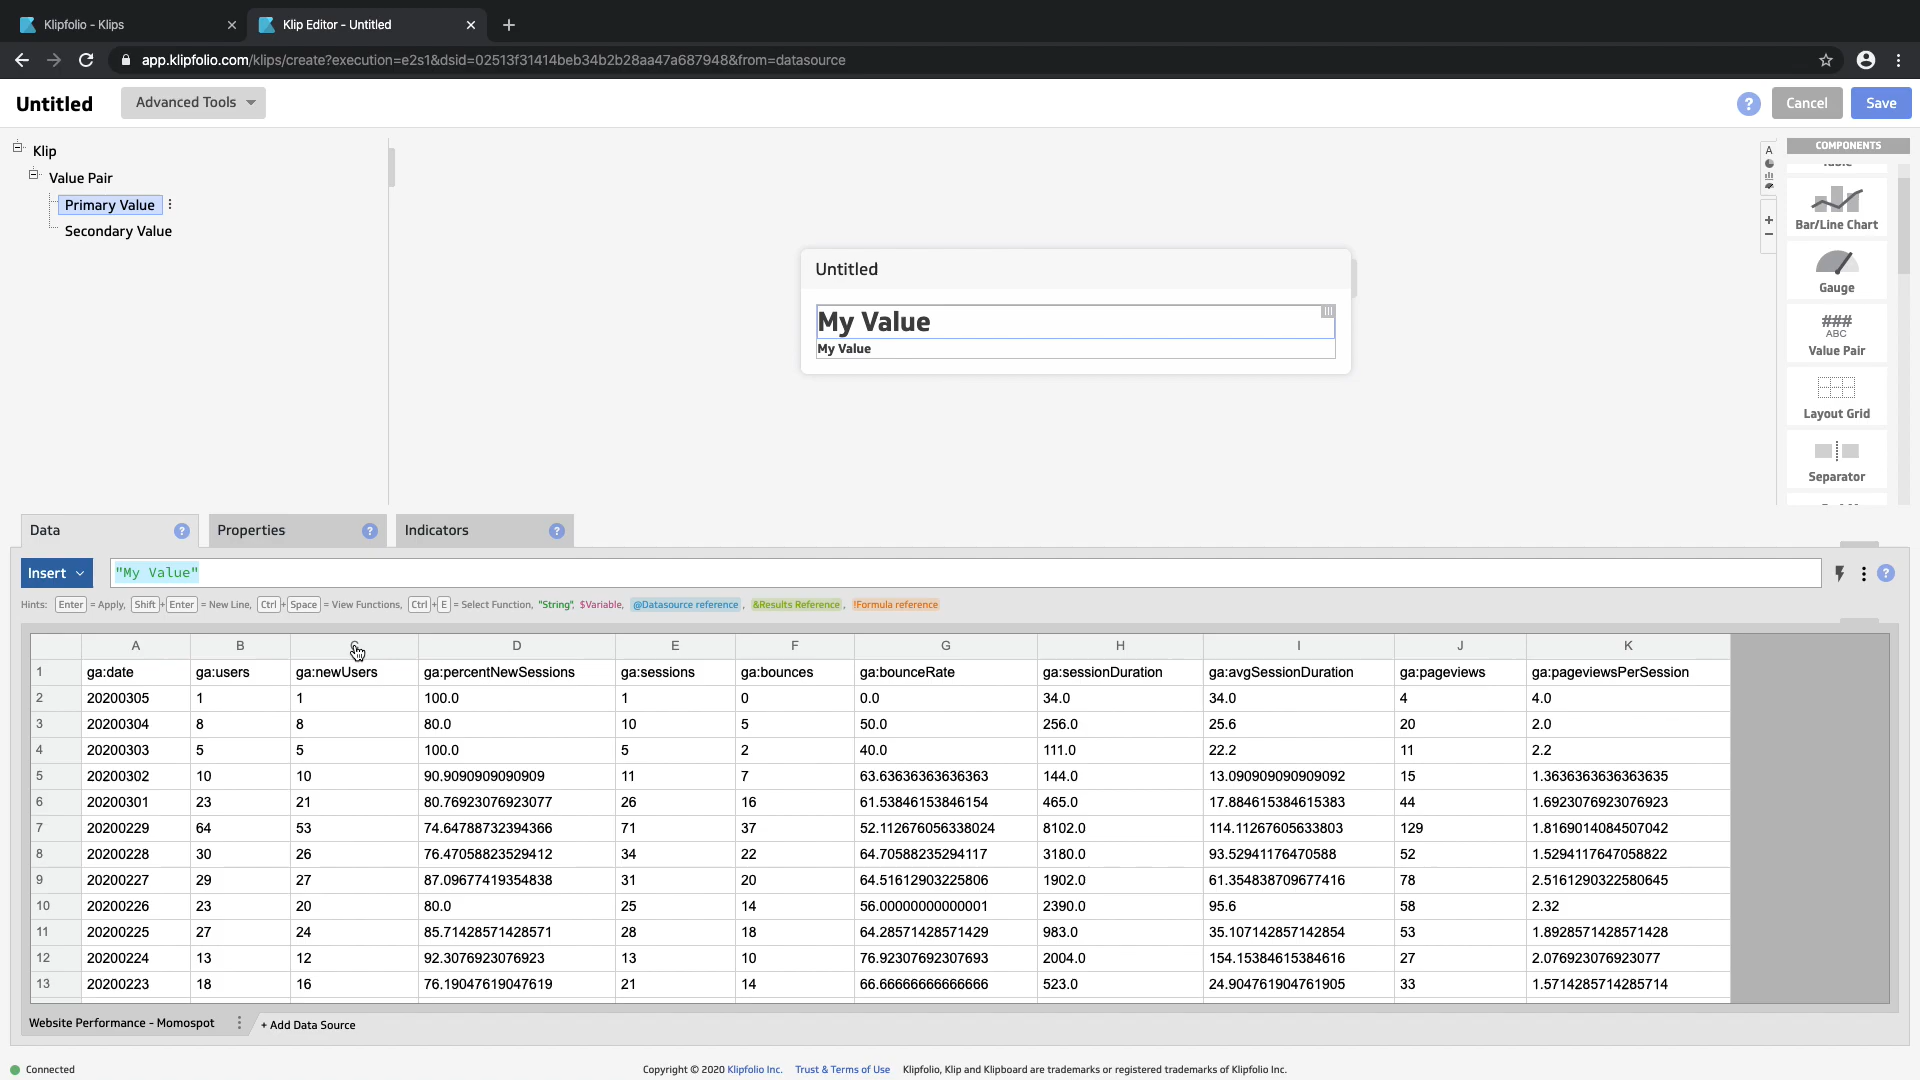 Klipfolio - Klips
Klip Editor - Untitled
app.klipfolio.com/klips/create?execution=e2s1&dsid=02513f31414beb34b2b28aa47a687948&from=datasource
Untitled
Advanced Tools
?
Cancel
Save
Klip
Value Pair
Primary Value
Secondary Value
Untitled
My Value
My Value
A
+
−
COMPONENTS
Bar/Line Chart
Gauge
###
ABC
Value Pair
Layout Grid
Separator
Data ?
Properties ?
Indicators ?
Insert
"My Value"
?
Hints: Enter = Apply, Shift + Enter = New Line, Ctrl + Space = View Functions, Ctrl + E = Select Function, "String", $Variable, @Datasource reference, &Results Reference, !Formula reference
A B C D E F G H I J K
1 ga:date ga:users ga:newUsers ga:percentNewSessions ga:sessions ga:bounces ga:bounceRate ga:sessionDuration ga:avgSessionDuration ga:pageviews ga:pageviewsPerSession
2 20200305 1 1 100.0 1 0 0.0 34.0 34.0 4 4.0
3 20200304 8 8 80.0 10 5 50.0 256.0 25.6 20 2.0
4 20200303 5 5 100.0 5 2 40.0 111.0 22.2 11 2.2
5 20200302 10 10 90.9090909090909 11 7 63.63636363636363 144.0 13.090909090909092 15 1.3636363636363635
6 20200301 23 21 80.76923076923077 26 16 61.53846153846154 465.0 17.884615384615383 44 1.6923076923076923
7 20200229 64 53 74.64788732394366 71 37 52.112676056338024 8102.0 114.11267605633803 129 1.8169014084507042
8 20200228 30 26 76.47058823529412 34 22 64.70588235294117 3180.0 93.52941176470588 52 1.5294117647058822
9 20200227 29 27 87.09677419354838 31 20 64.51612903225806 1902.0 61.354838709677416 78 2.5161290322580645
10 20200226 23 20 80.0 25 14 56.00000000000001 2390.0 95.6 58 2.32
11 20200225 27 24 85.71428571428571 28 18 64.28571428571429 983.0 35.107142857142854 53 1.8928571428571428
12 20200224 13 12 92.3076923076923 13 10 76.92307692307693 2004.0 154.15384615384616 27 2.076923076923077
13 20200223 18 16 76.19047619047619 21 14 66.66666666666666 523.0 24.904761904761905 33 1.5714285714285714
Website Performance - Momospot
+ Add Data Source
Connected
Copyright © 2020 Klipfolio Inc. Trust & Terms of Use Klipfolio, Klip and Klipboard are trademarks or registered trademarks of Klipfolio Inc.